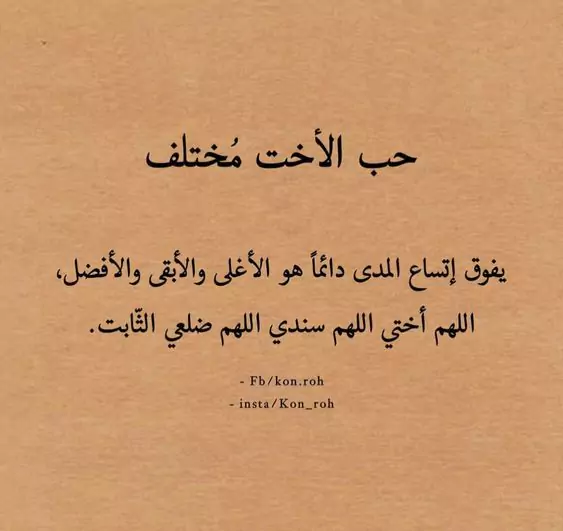 حب الأخت مُختلف
يفوق إتساع المدى دائماً هو الأغلى والأبقى والأفضل،
اللهم أختي اللهم سندي اللهم ضلعي الثّابت.
- Fb/kon.roh
- insta/Kon_roh